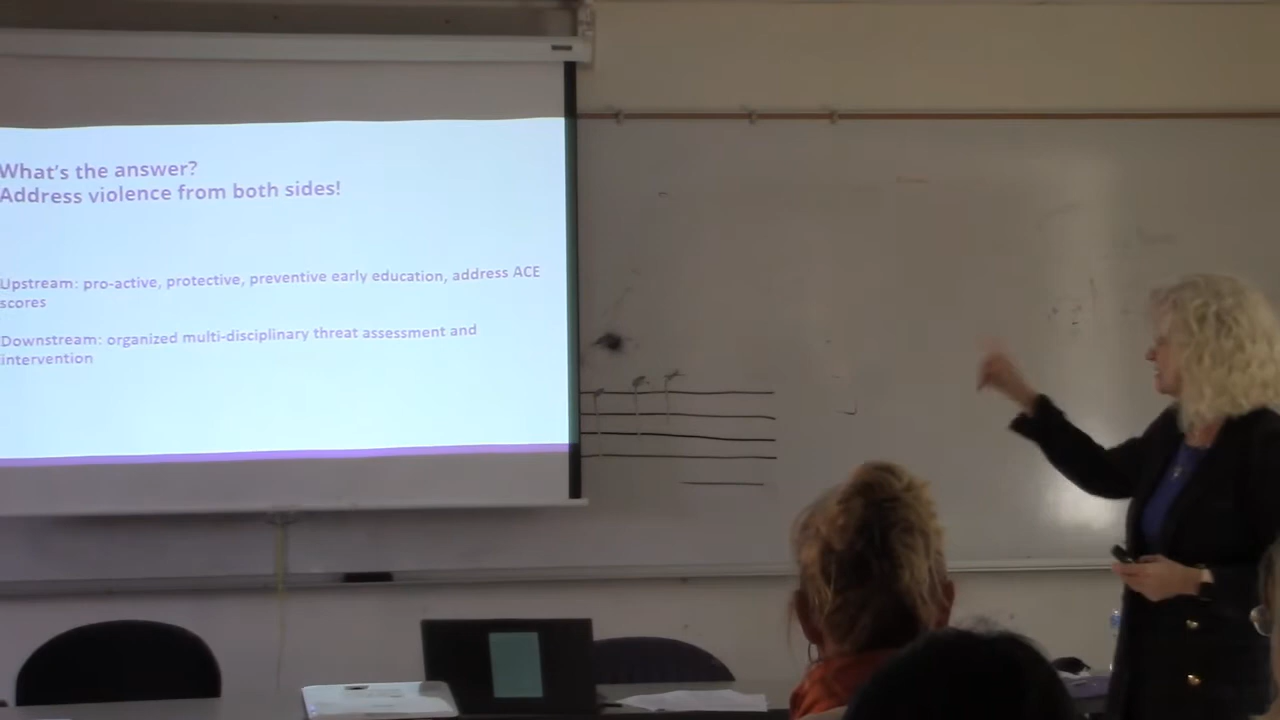 What's the answer?
Address violence from both sides!
Upstream: pro-active, protective, preventive early education, address ACE
scores
Downstream: organized multi-disciplinary threat assessment and
intervention